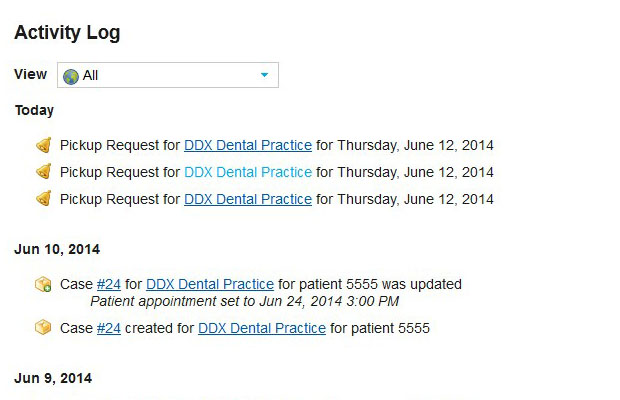 Activity Log
View All
Today
Pickup Request for DDX Dental Practice for Thursday, June 12, 2014
Pickup Request for DDX Dental Practice for Thursday, June 12, 2014
Pickup Request for DDX Dental Practice for Thursday, June 12, 2014
Jun 10, 2014
Case #24 for DDX Dental Practice for patient 5555 was updated
Patient appointment set to Jun 24, 2014 3:00 PM
Case #24 created for DDX Dental Practice for patient 5555
Jun 9, 2014